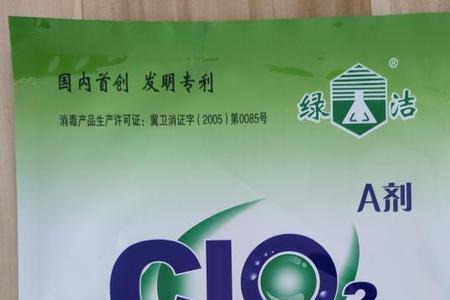 国内首创 发明专利
绿 洁 ®
消毒产品生产许可证：冀卫消证字（2005）第0085号
A剂
ClO2